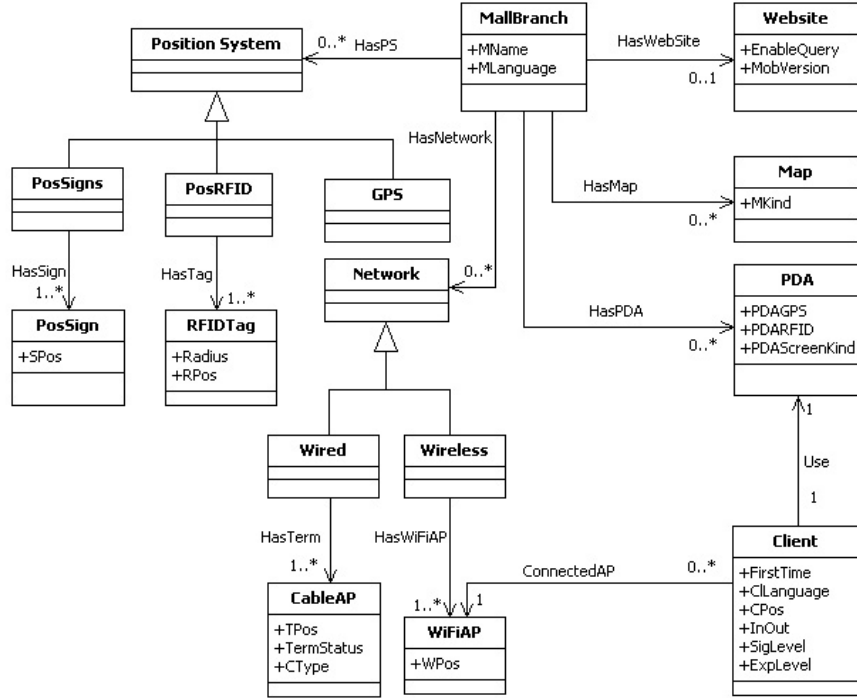 MallBranch
+MName
+MLanguage
Website
+EnableQuery
+MobVersion
Position System
0..*
HasPS
HasWebSite
0..1
HasNetwork
PosSigns
PosRFID
GPS
HasMap
0..*
Map
+MKind
HasSign
1..*
HasTag
1..*
Network
0..*
PDA
+PDAGPS
+PDARFID
+PDAScreenKind
HasPDA
0..*
PosSign
+SPos
RFIDTag
+Radius
+RPos
Wired
Wireless
1
Use
1
HasTerm
1..*
HasWiFiAP
1..*
1
ConnectedAP
0..*
Client
+FirstTime
+ClLanguage
+CPos
+InOut
+SigLevel
+ExpLevel
CableAP
+TPos
+TermStatus
+CType
WiFiAP
+WPos